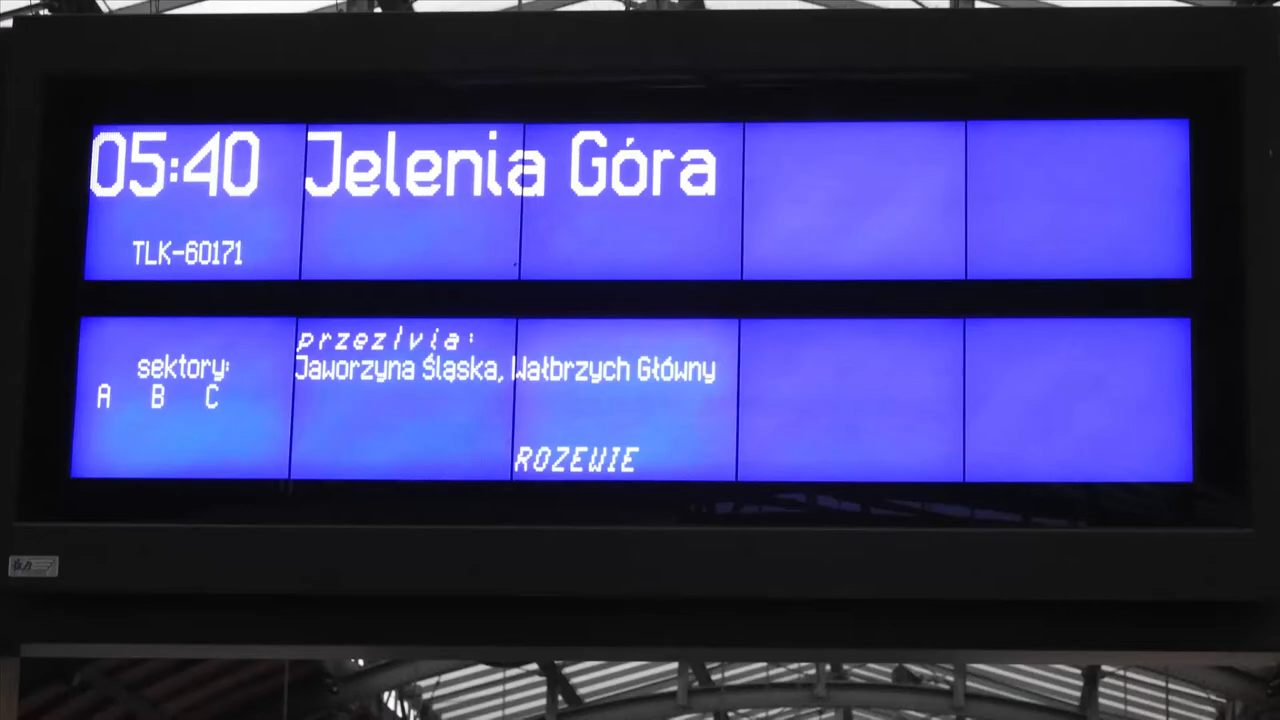 05:40 Jelenia Góra
TLK-60171
przez/via:
sektory: Jaworzyna Śląska, Wałbrzych Główny
A B C
ROZEWIE